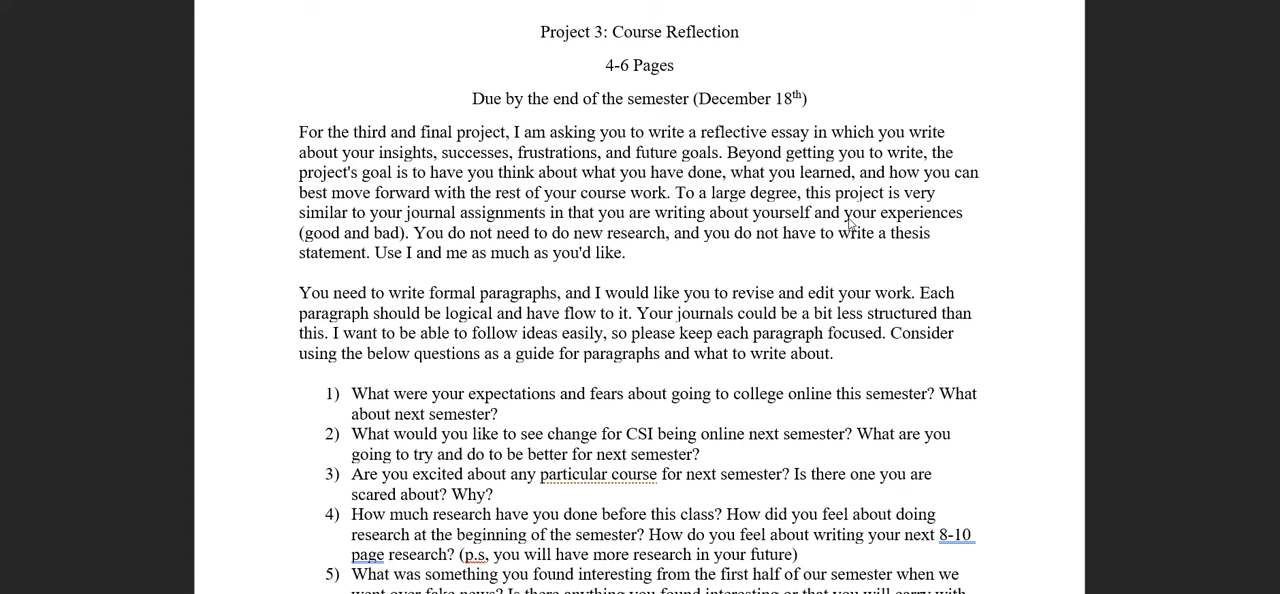 Project 3: Course Reflection
4-6 Pages
Due by the end of the semester (December 18th)
For the third and final project, I am asking you to write a reflective essay in which you write
about your insights, successes, frustrations, and future goals. Beyond getting you to write, the
project's goal is to have you think about what you have done, what you learned, and how you can
best move forward with the rest of your course work. To a large degree, this project is very
similar to your journal assignments in that you are writing about yourself and your experiences
(good and bad). You do not need to do new research, and you do not have to write a thesis
statement. Use I and me as much as you'd like.
You need to write formal paragraphs, and I would like you to revise and edit your work. Each
paragraph should be logical and have flow to it. Your journals could be a bit less structured than
this. I want to be able to follow ideas easily, so please keep each paragraph focused. Consider
using the below questions as a guide for paragraphs and what to write about.
1) What were your expectations and fears about going to college online this semester? What
about next semester?
2) What would you like to see change for CSI being online next semester? What are you
going to try and do to be better for next semester?
3) Are you excited about any particular course for next semester? Is there one you are
scared about? Why?
4) How much research have you done before this class? How did you feel about doing
research at the beginning of the semester? How do you feel about writing your next 8-10
page research? (p.s, you will have more research in your future)
5) What was something you found interesting from the first half of our semester when we
went over fake news? Is there anything you found interesting or that you will carry with